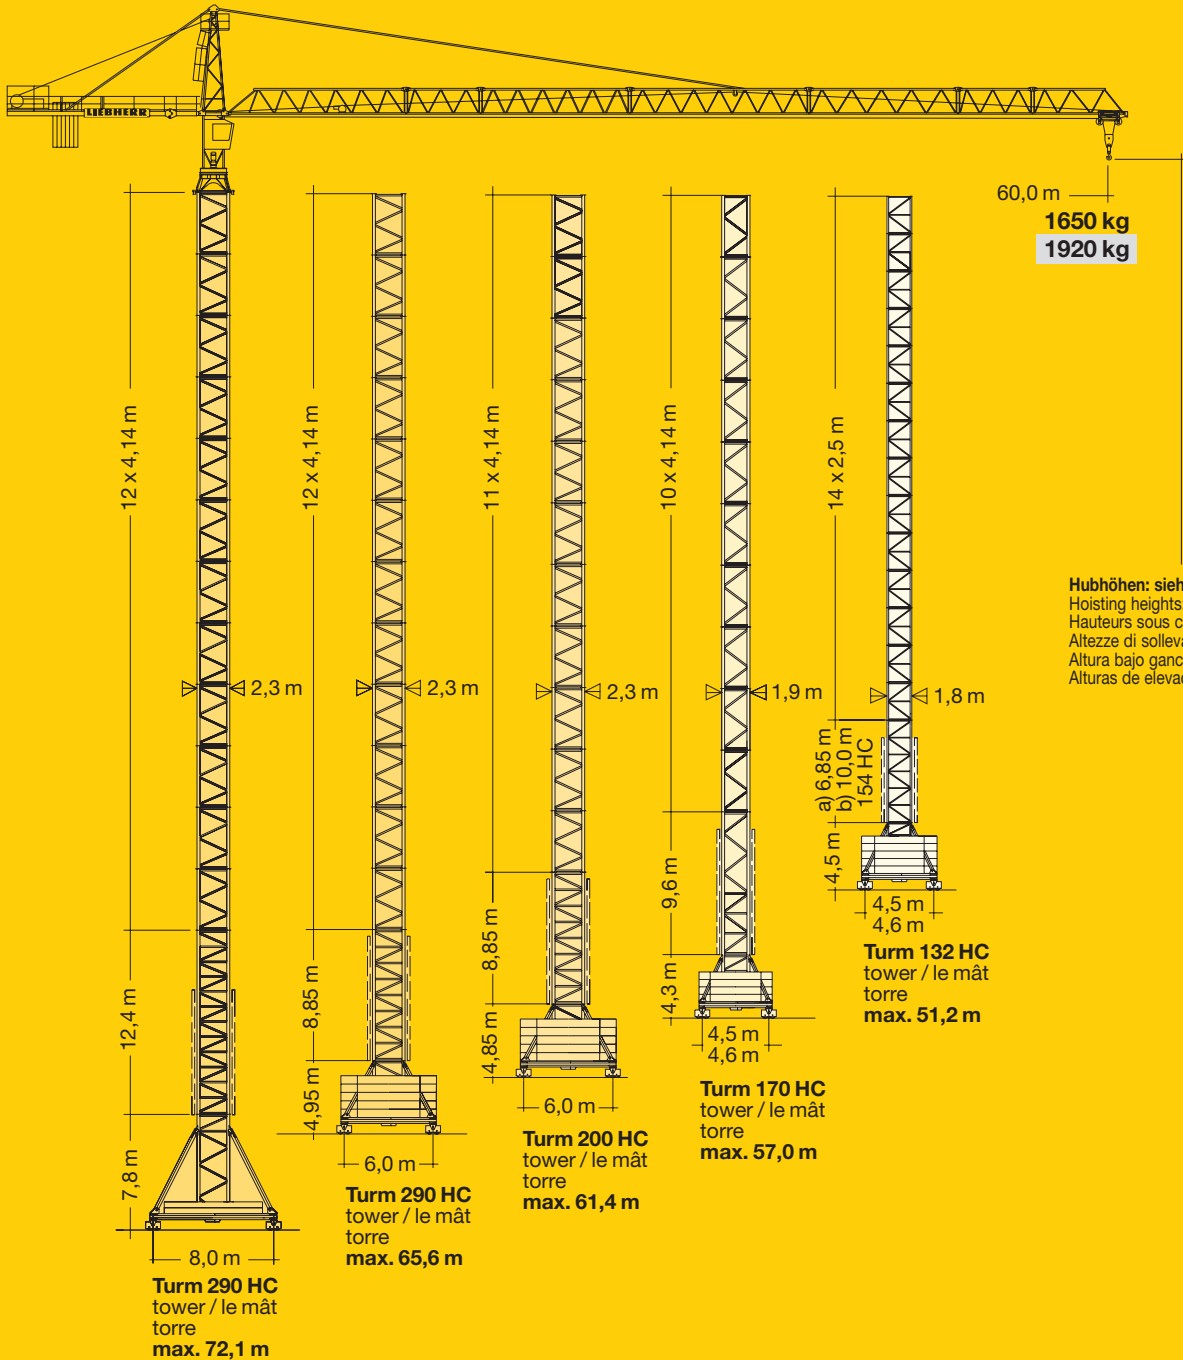 LIEBHERR
60,0 m
1650 kg
1920 kg
12 x 4,14 m
12 x 4,14 m
11 x 4,14 m
10 x 4,14 m
14 x 2,5 m
Hubhöhen: sieh
Hoisting heights
Hauteurs sous c
Altezze di solleva
Altura bajo ganc
Alturas de elevac
2,3 m
2,3 m
2,3 m
1,9 m
1,8 m
a) 6,85 m
b) 10,0 m
154 HC
4,5 m
4,5 m
4,6 m
Turm 132 HC
tower / le mât
torre
max. 51,2 m
9,6 m
4,3 m
4,5 m
4,6 m
Turm 170 HC
tower / le mât
torre
max. 57,0 m
8,85 m
4,85 m
6,0 m
Turm 200 HC
tower / le mât
torre
max. 61,4 m
8,85 m
4,95 m
6,0 m
Turm 290 HC
tower / le mât
torre
max. 65,6 m
12,4 m
7,8 m
8,0 m
Turm 290 HC
tower / le mât
torre
max. 72,1 m